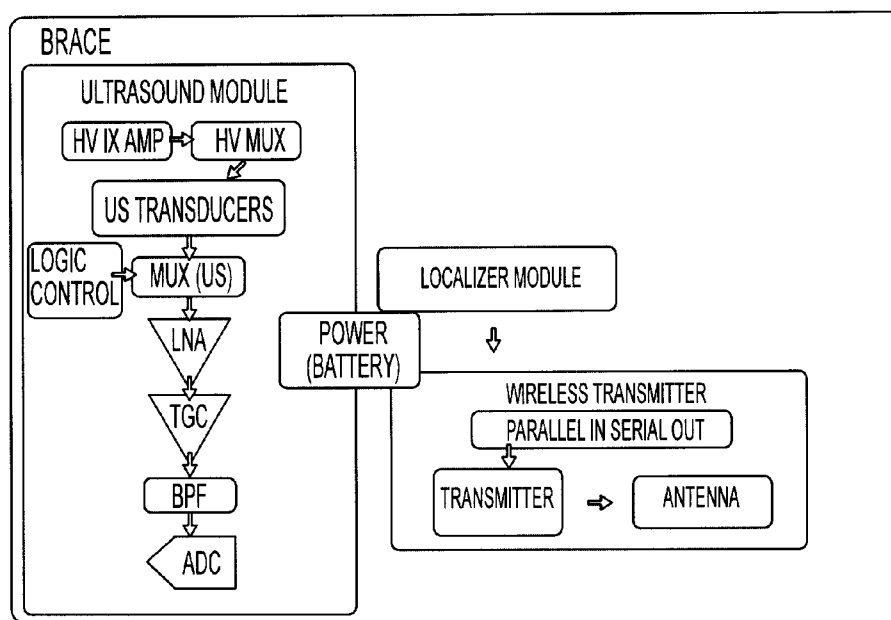 BRACE
ULTRASOUND MODULE
HV IX AMP
HV MUX
US TRANSDUCERS
LOGIC
CONTROL
MUX (US)
LNA
TGC
BPF
ADC
LOCALIZER MODULE
POWER
(BATTERY)
WIRELESS TRANSMITTER
PARALLEL IN SERIAL OUT
TRANSMITTER
ANTENNA